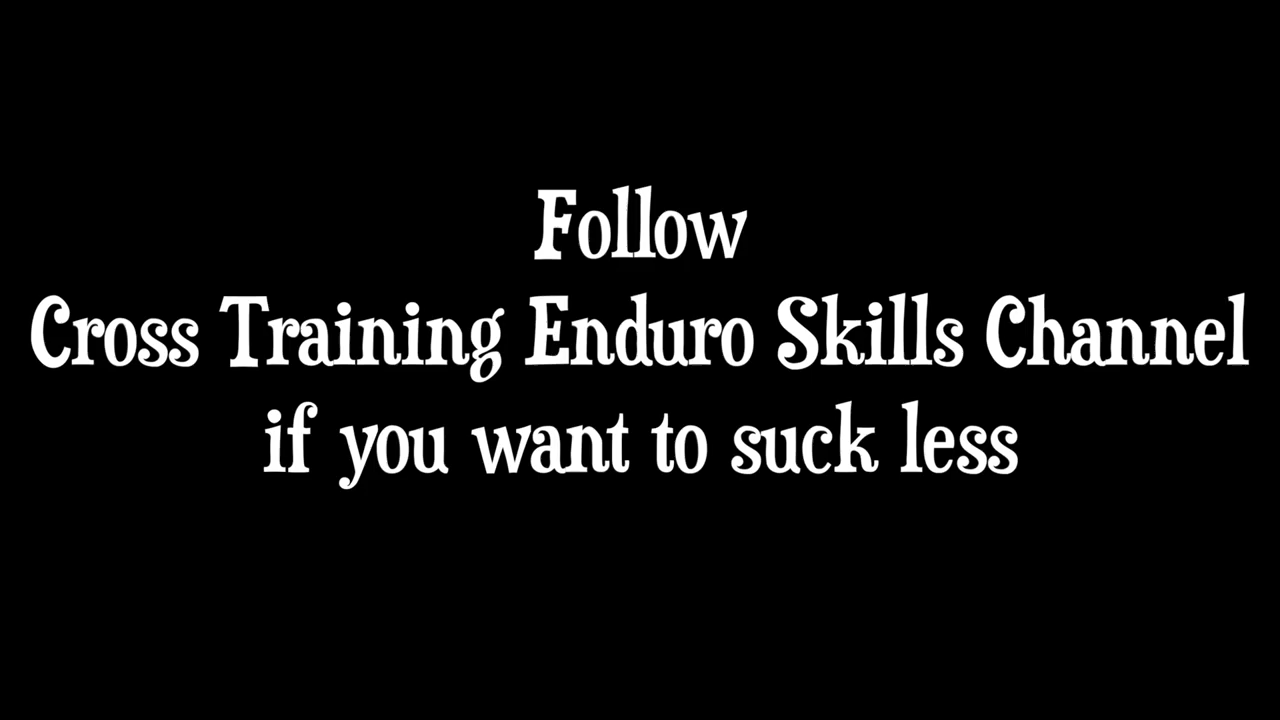 Follow
Cross Training Enduro Skills Channel
if you want to suck less